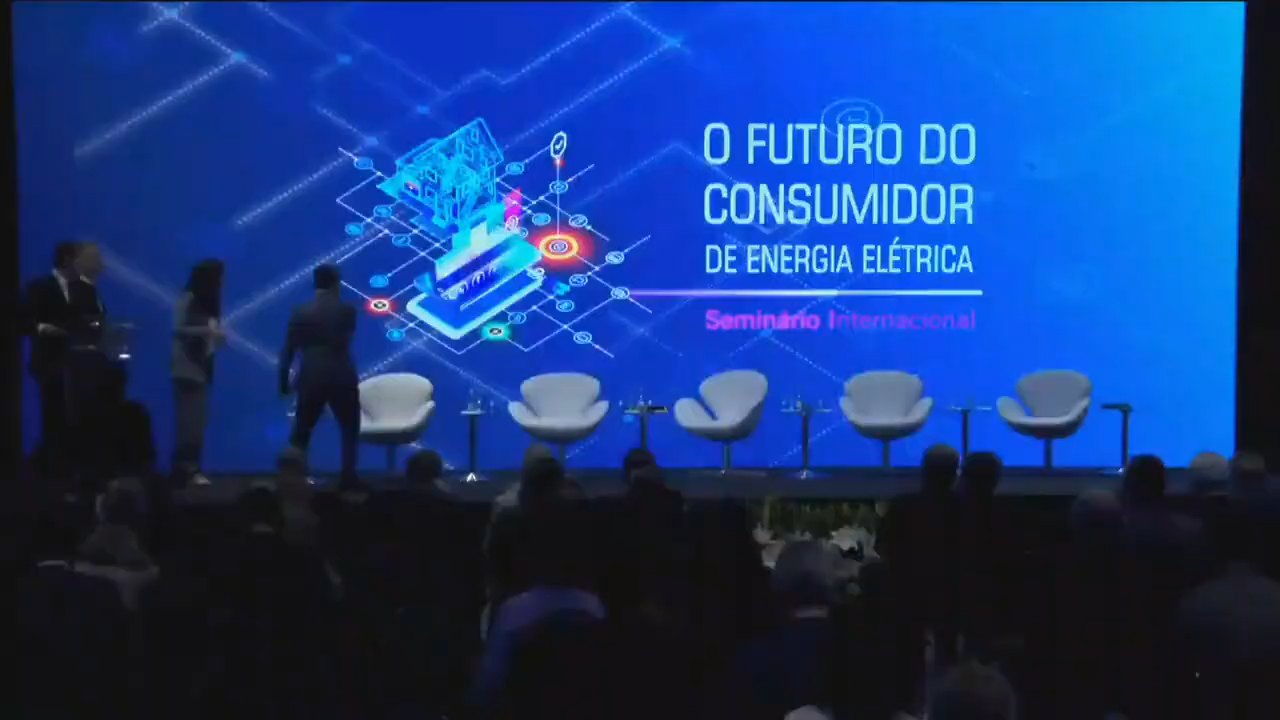 O FUTURO DO
CONSUMIDOR
DE ENERGIA ELÉTRICA
Seminário Internacional